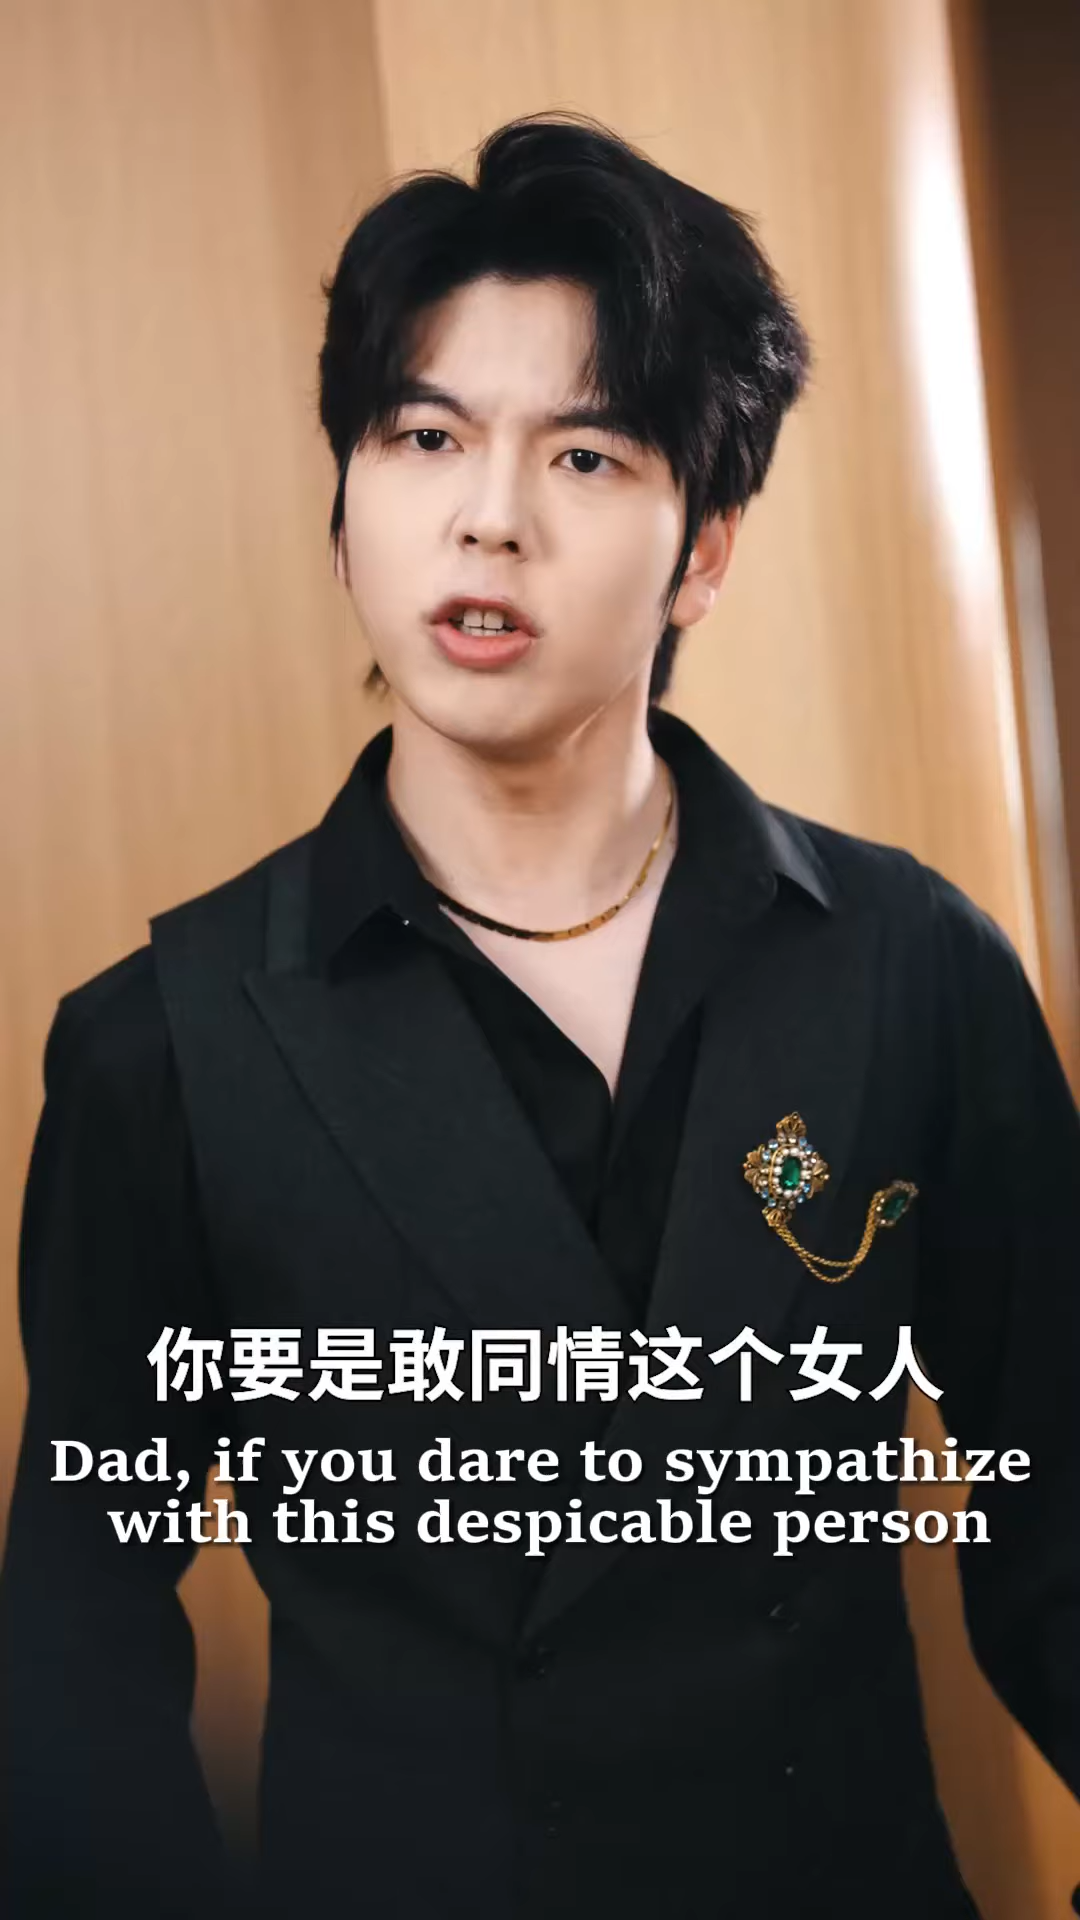 你要是敢同情这个女人
Dad, if you dare to sympathize
with this despicable person